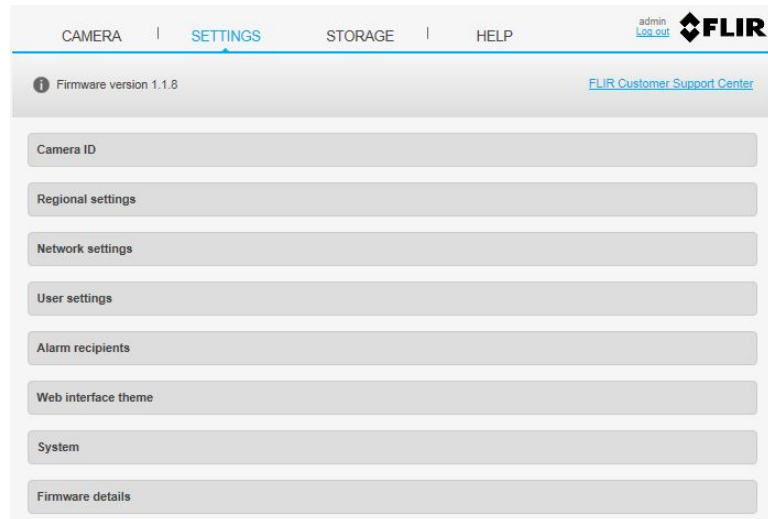 CAMERA | SETTINGS STORAGE | HELP
admin
Log out
FLIR
Firmware version 1.1.8 FLIR Customer Support Center
Camera ID
Regional settings
Network settings
User settings
Alarm recipients
Web interface theme
System
Firmware details